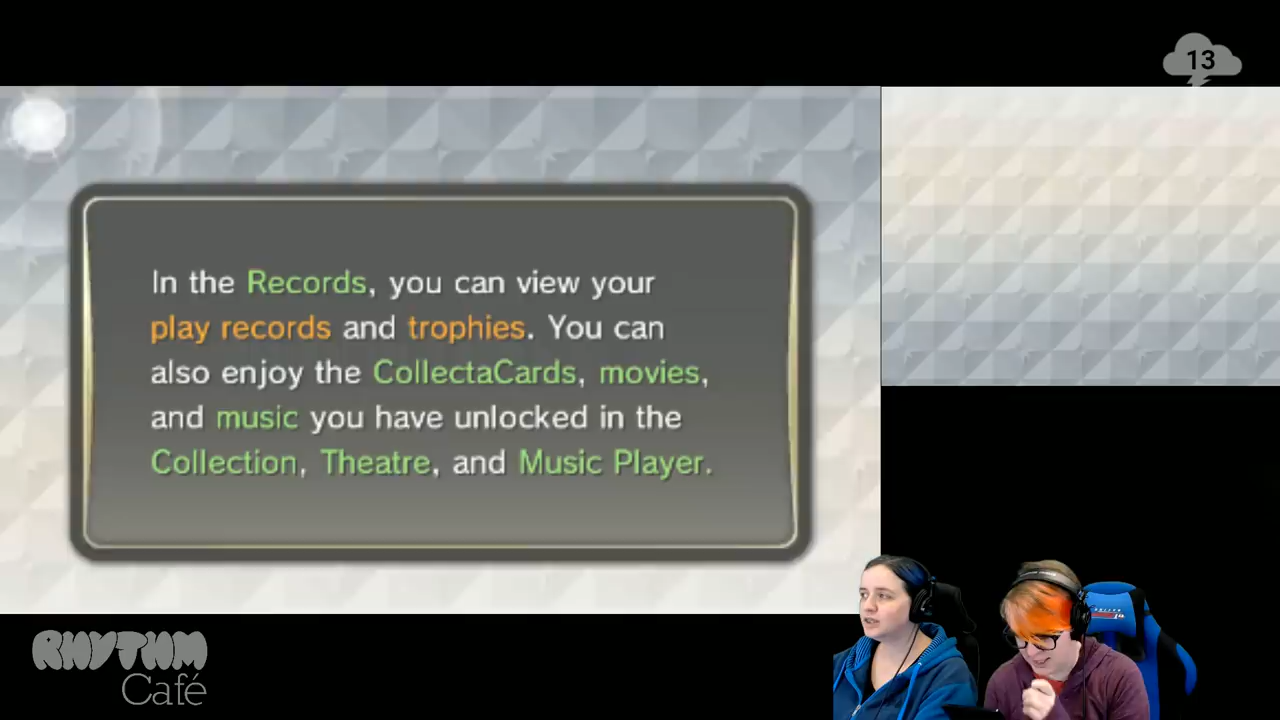 13
In the Records, you can view your
play records and trophies. You can
also enjoy the CollectaCards, movies,
and music you have unlocked in the
Collection, Theatre, and Music Player.
RHYTHM
Café